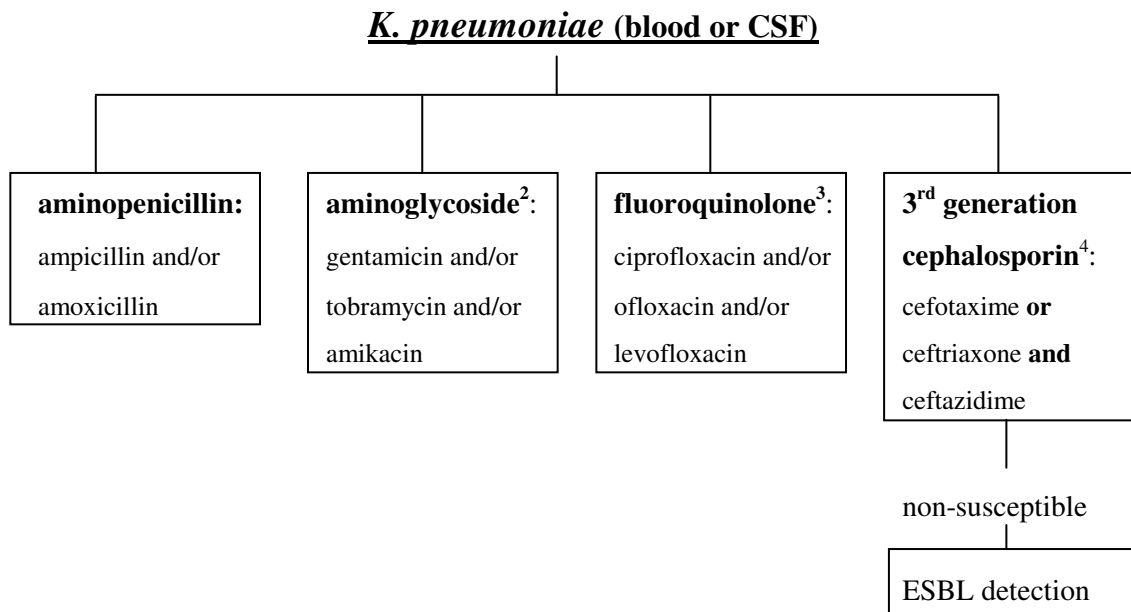 K. pneumoniae (blood or CSF)
aminopenicillin:
ampicillin and/or
amoxicillin
aminoglycoside²:
gentamicin and/or
tobramycin and/or
amikacin
fluoroquinolone³:
ciprofloxacin and/or
ofloxacin and/or
levofloxacin
3rd generation
cephalosporin⁴:
cefotaxime or
ceftriaxone and
ceftazidime
non-susceptible
ESBL detection